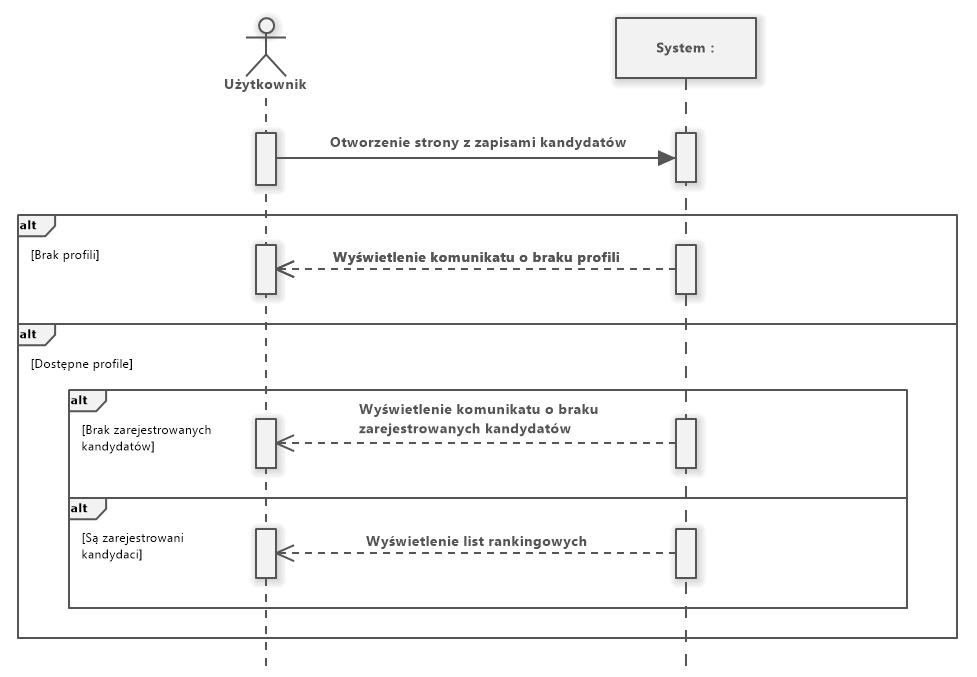 Użytkownik
System :
Otworzenie strony z zapisami kandydatów
alt
[Brak profili]
Wyświetlenie komunikatu o braku profili
alt
[Dostępne profile]
alt
[Brak zarejestrowanych
kandydatów]
Wyświetlenie komunikatu o braku
zarejestrowanych kandydatów
alt
[Są zarejestrowani
kandydaci]
Wyświetlenie list rankingowych